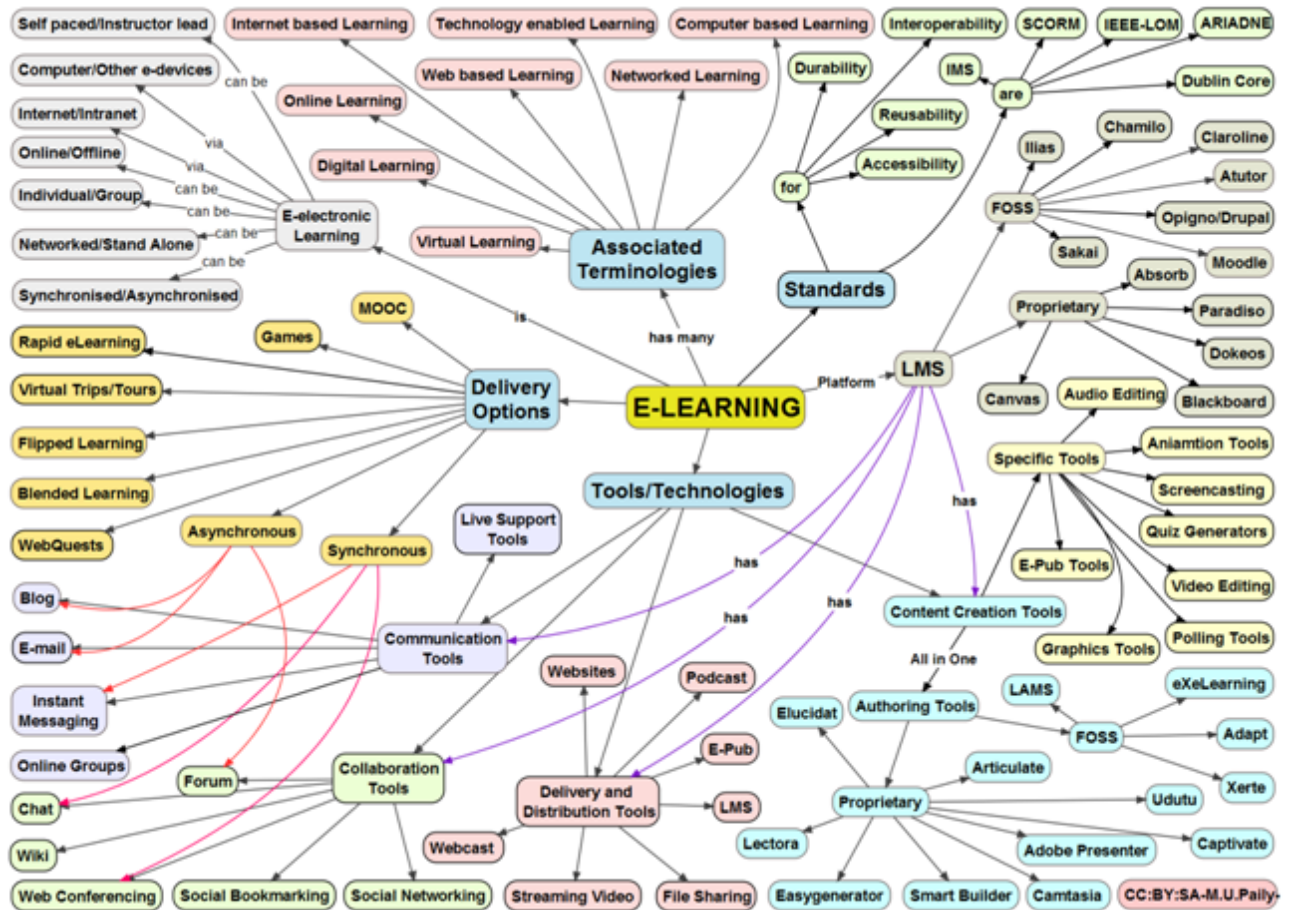 Self paced/Instructor lead
Internet based Learning
Technology enabled Learning
Computer based Learning
Interoperability
SCORM
IEEE-LOM
ARIADNE
Computer/Other e-devices
can be
Web based Learning
Networked Learning
Durability
IMS
are
Dublin Core
Internet/Intranet
Online Learning
Reusability
Chamilo
Claroline
Online/Offline
via
via
Digital Learning
Accessibility
for
Ilias
Atutor
Individual/Group
can be
can be
can be
can be
E-electronic
Learning
FOSS
Opigno/Drupal
Networked/Stand Alone
Virtual Learning
Associated
Terminologies
Sakai
Moodle
Synchronised/Asynchronised
Standards
Absorb
MOOC
is
has many
Proprietary
Paradiso
Rapid eLearning
Games
Dokeos
Virtual Trips/Tours
Delivery
Options
E-LEARNING
Platform
LMS
Canvas
Blackboard
Audio Editing
Flipped Learning
Specific Tools
Aniamtion Tools
Blended Learning
Tools/Technologies
has
Screencasting
WebQuests
Asynchronous
Synchronous
Live Support
Tools
Quiz Generators
E-Pub Tools
Video Editing
Blog
has
has
has
Content Creation Tools
E-mail
Communication
Tools
Polling Tools
Graphics Tools
All in One
Instant
Messaging
Websites
Podcast
Elucidat
Authoring Tools
LAMS
eXeLearning
Online Groups
FOSS
Adapt
Forum
Collaboration
Tools
E-Pub
Articulate
Xerte
Chat
Delivery and
Distribution Tools
LMS
Proprietary
Udutu
Wiki
Webcast
Lectora
Adobe Presenter
Captivate
Web Conferencing
Social Bookmarking
Social Networking
Streaming Video
File Sharing
Easygenerator
Smart Builder
Camtasia
CC:BY:SA-M.U.Paily-